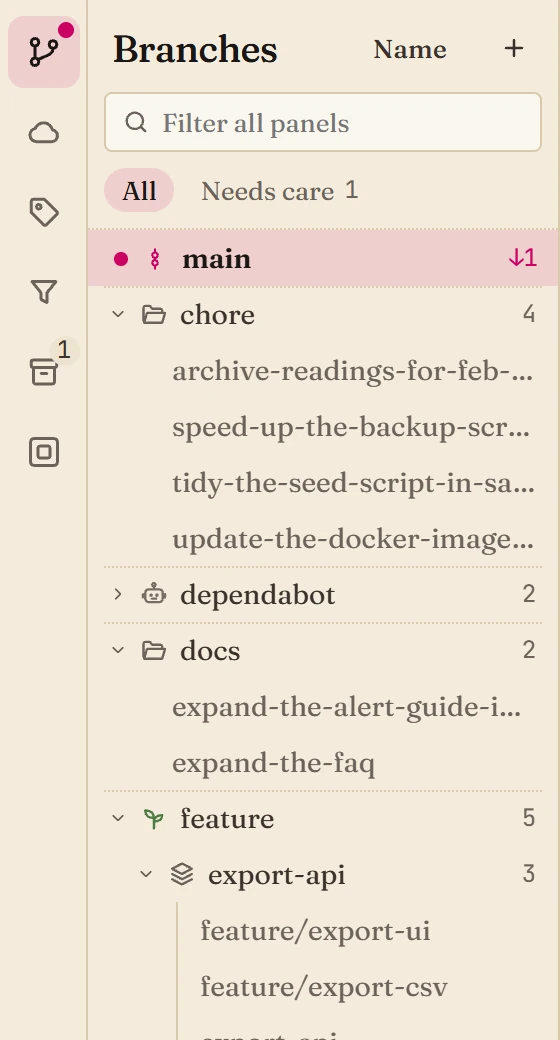 Branches Name +
Filter all panels
All Needs care 1
main ↓1
chore 4
archive-readings-for-feb-...
speed-up-the-backup-scr...
1
tidy-the-seed-script-in-sa...
update-the-docker-image...
dependabot 2
docs 2
expand-the-alert-guide-i...
expand-the-faq
feature 5
export-api 3
feature/export-ui
feature/export-csv
export-api